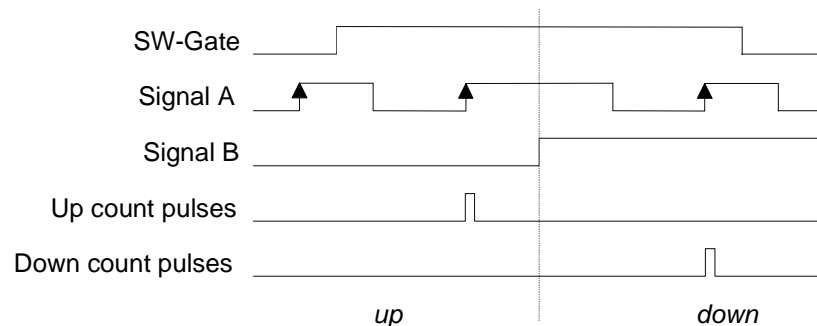 SW-Gate
Signal A
Signal B
Up count pulses
Down count pulses
up down